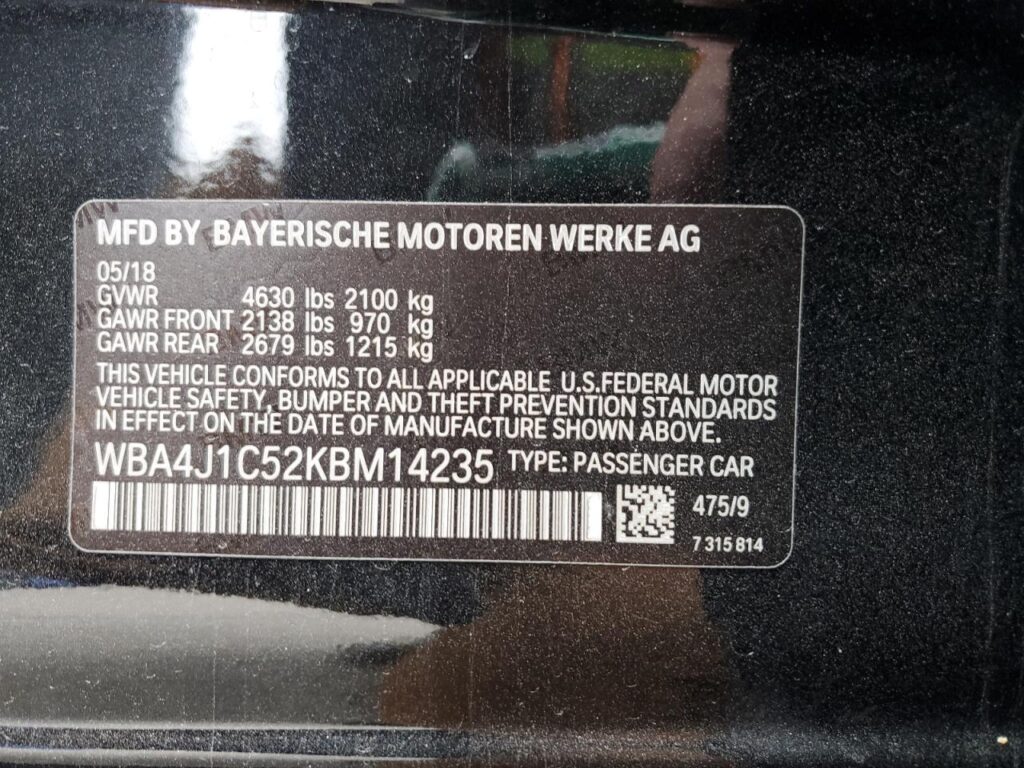 MFD BY BAYERISCHE MOTOREN WERKE AG
05/18
GVWR 4630 lbs 2100 kg
GAWR FRONT 2138 lbs 970 kg
GAWR REAR 2679 lbs 1215 kg
THIS VEHICLE CONFORMS TO ALL APPLICABLE U.S.FEDERAL MOTOR
VEHICLE SAFETY, BUMPER AND THEFT PREVENTION STANDARDS
IN EFFECT ON THE DATE OF MANUFACTURE SHOWN ABOVE.
WBA4J1C52KBM14235 TYPE: PASSENGER CAR
475/9
7 315 814